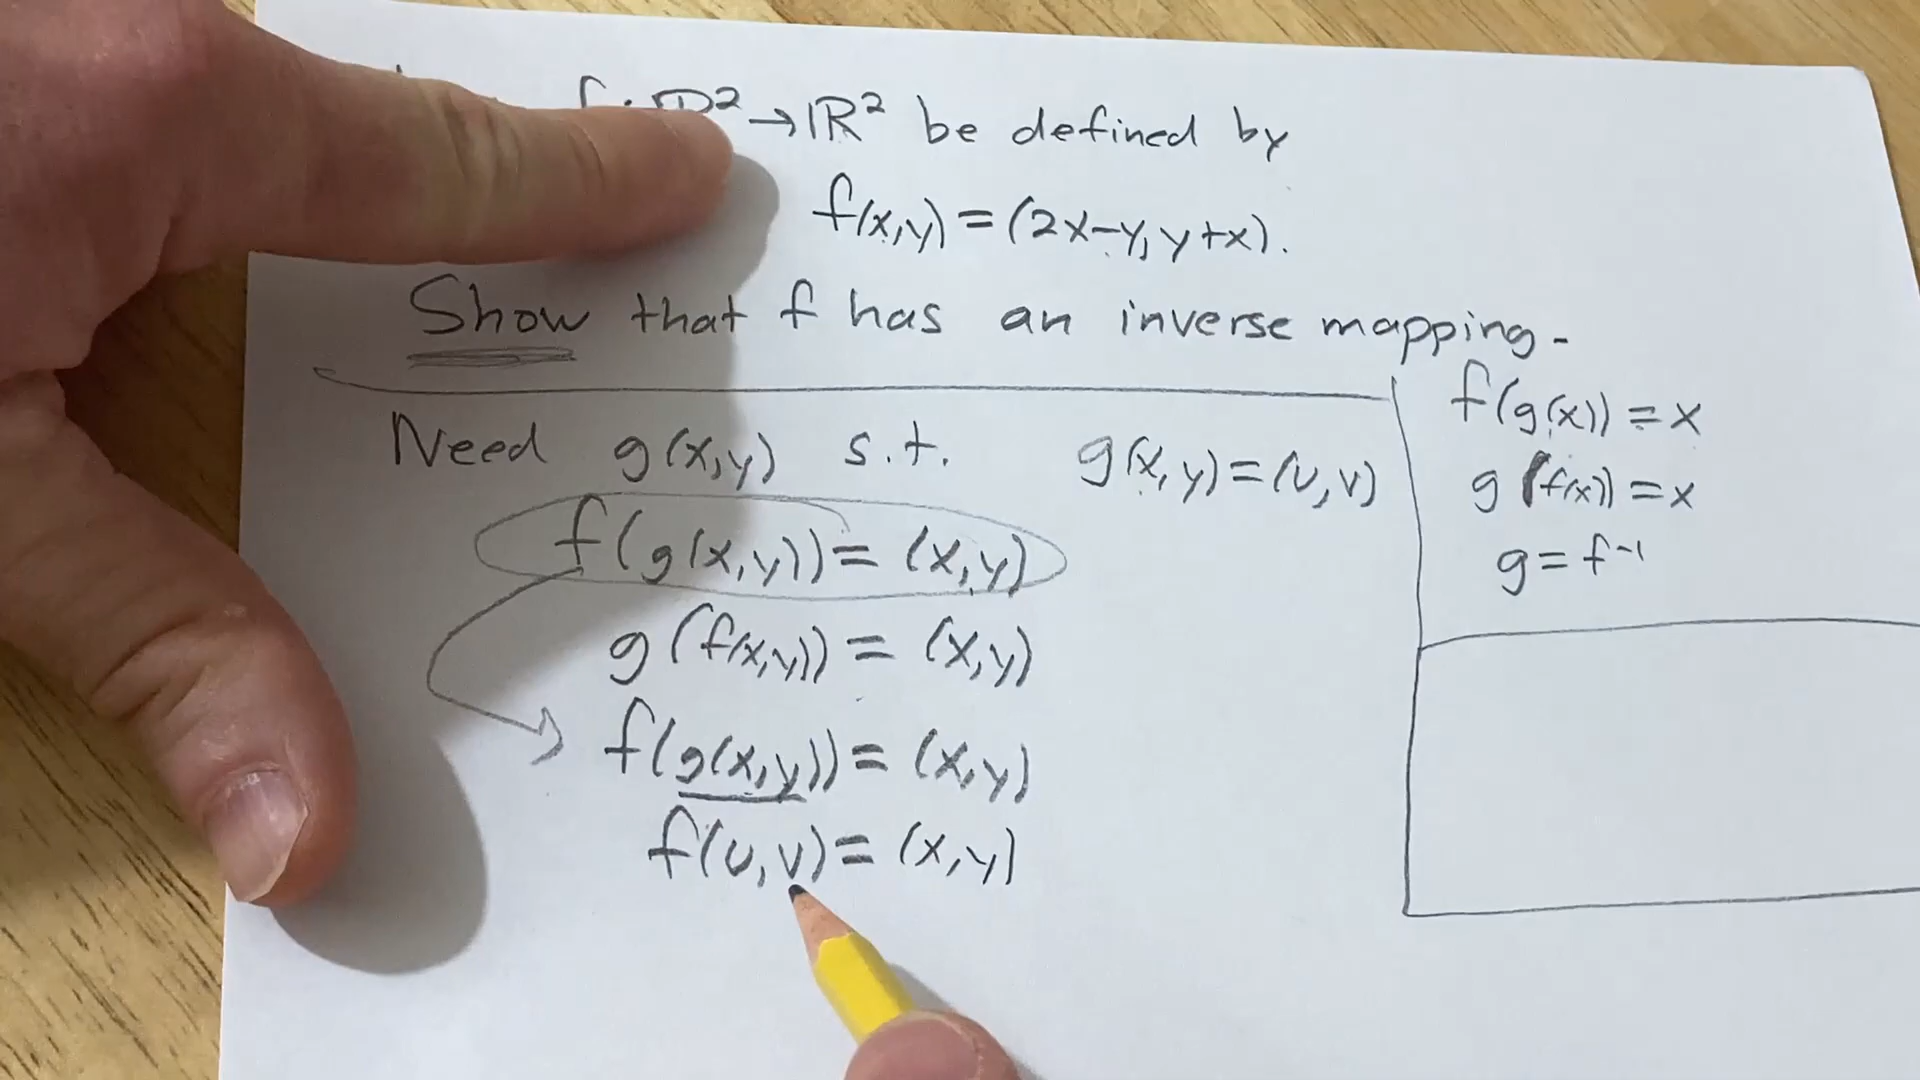 → ℝ² be defined by
f(x,y) = (2x-y, y+x).
Show that f has an inverse mapping.
Need g(x,y) s.t. g(x,y) = (u,v)
f(g(x,y)) = (x,y)
g(f(x,y)) = (x,y)
f(g(x,y)) = (x,y)
f(u,v) = (x,y)
f(g(x)) = x
g(f(x)) = x
g = f⁻¹